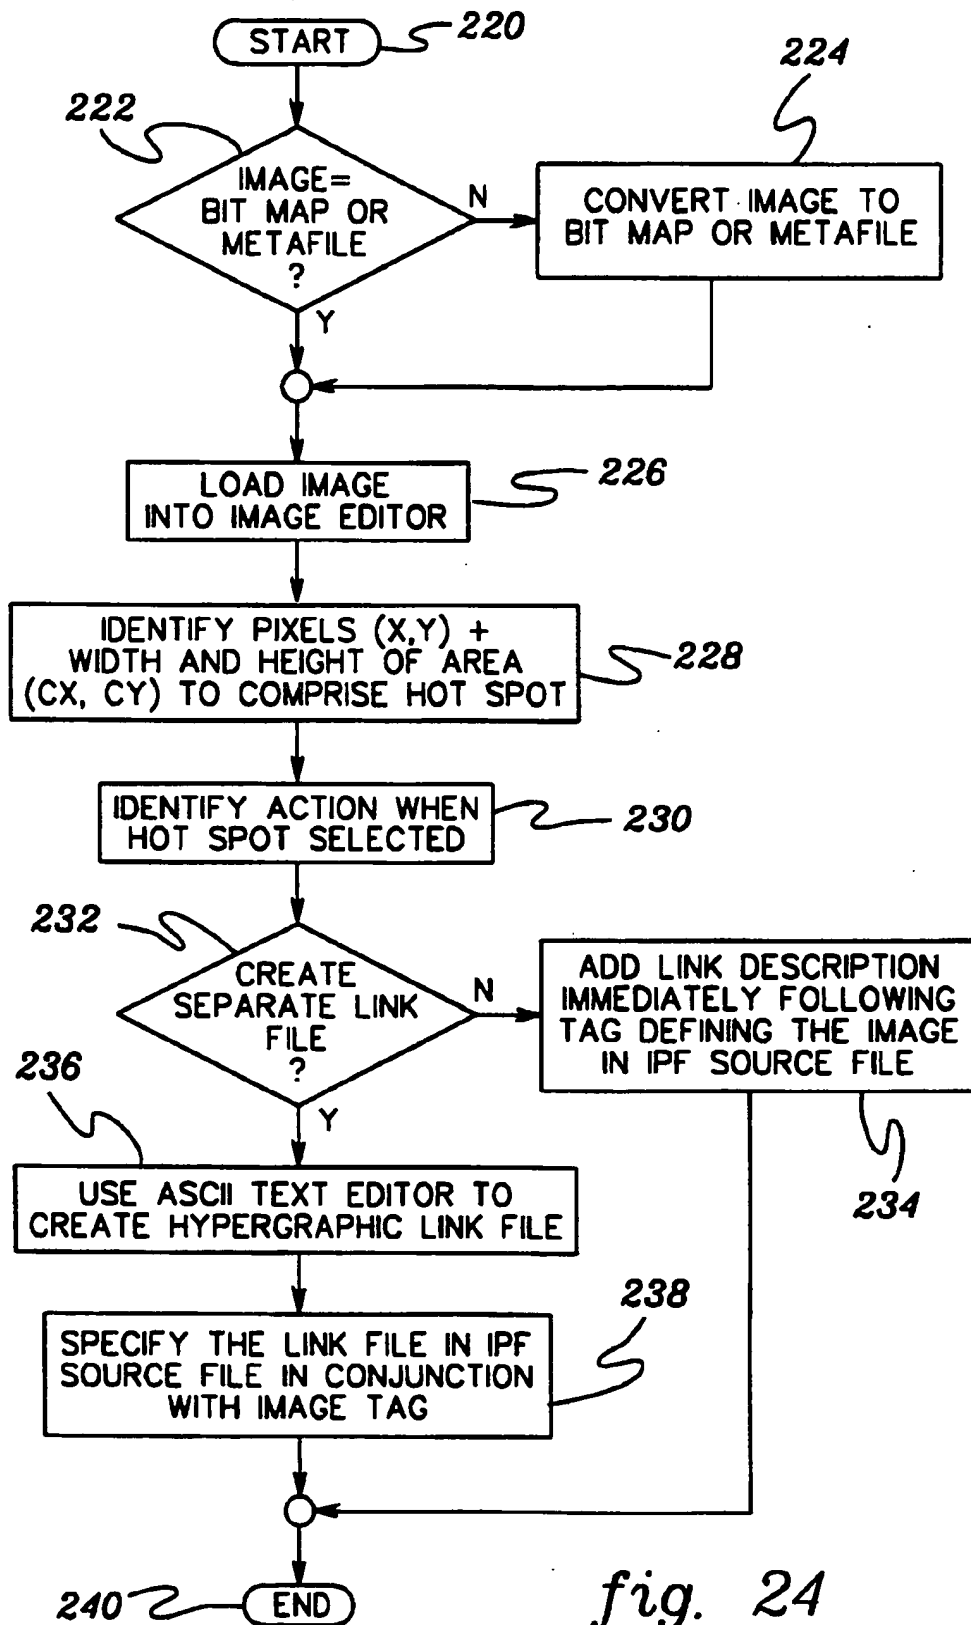 START
220
224
222
IMAGE=
BIT MAP OR
METAFILE
?
N
CONVERT IMAGE TO
BIT MAP OR METAFILE
Y
LOAD IMAGE
INTO IMAGE EDITOR
226
IDENTIFY PIXELS (X,Y) +
WIDTH AND HEIGHT OF AREA
(CX, CY) TO COMPRISE HOT SPOT
228
IDENTIFY ACTION WHEN
HOT SPOT SELECTED
230
232
CREATE
SEPARATE LINK
FILE
?
N
ADD LINK DESCRIPTION
IMMEDIATELY FOLLOWING
TAG DEFINING THE IMAGE
IN IPF SOURCE FILE
234
Y
236
USE ASCII TEXT EDITOR TO
CREATE HYPERGRAPHIC LINK FILE
238
SPECIFY THE LINK FILE IN IPF
SOURCE FILE IN CONJUNCTION
WITH IMAGE TAG
240
END
fig. 24